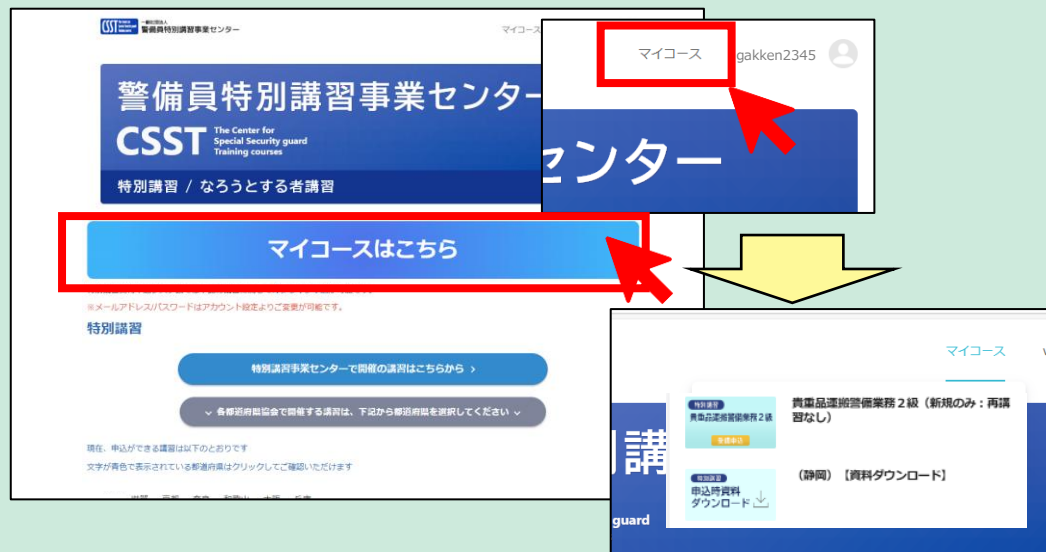 CSST 一般社団法人
警備員特別講習事業センター
マイコース
警備員特別講習事業センター
CSST The Center for
Special Security guard
Training courses
特別講習 / なろうとする者講習
マイコースはこちら
※メールアドレス/パスワードはアカウント設定よりご変更が可能です。
特別講習
特別講習事業センターで開催の講習はこちらから >
各都道府県協会で開催する講習は、下記から都道府県を選択してください
現在、申込ができる講習は以下のとおりです
文字が青色で表示されている都道府県はクリックしてご確認いただけます
マイコース gakken2345
センター
マイコース
特別講習
貴重品運搬警備業務2級
貴重品運搬警備業務2級（新規のみ：再講
習なし）
特別講習
申込時資料
ダウンロード
（静岡）【資料ダウンロード】
講
guard